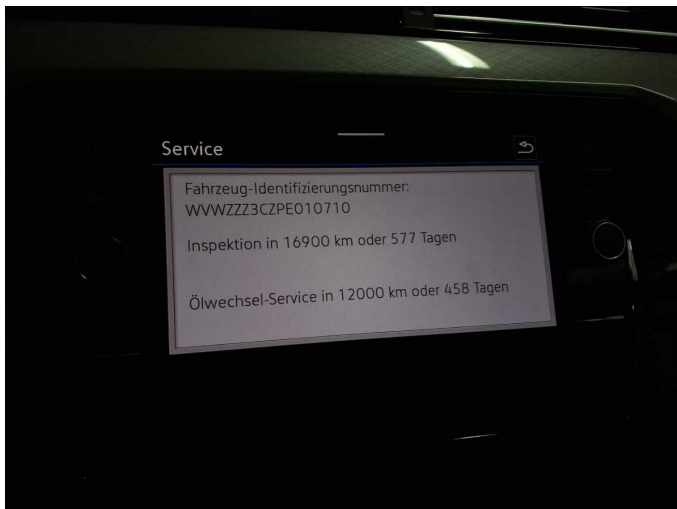 Service
Fahrzeug-Identifizierungsnummer:
WVWZZZ3CZPE010710
Inspektion in 16900 km oder 577 Tagen
Ölwechsel-Service in 12000 km oder 458 Tagen